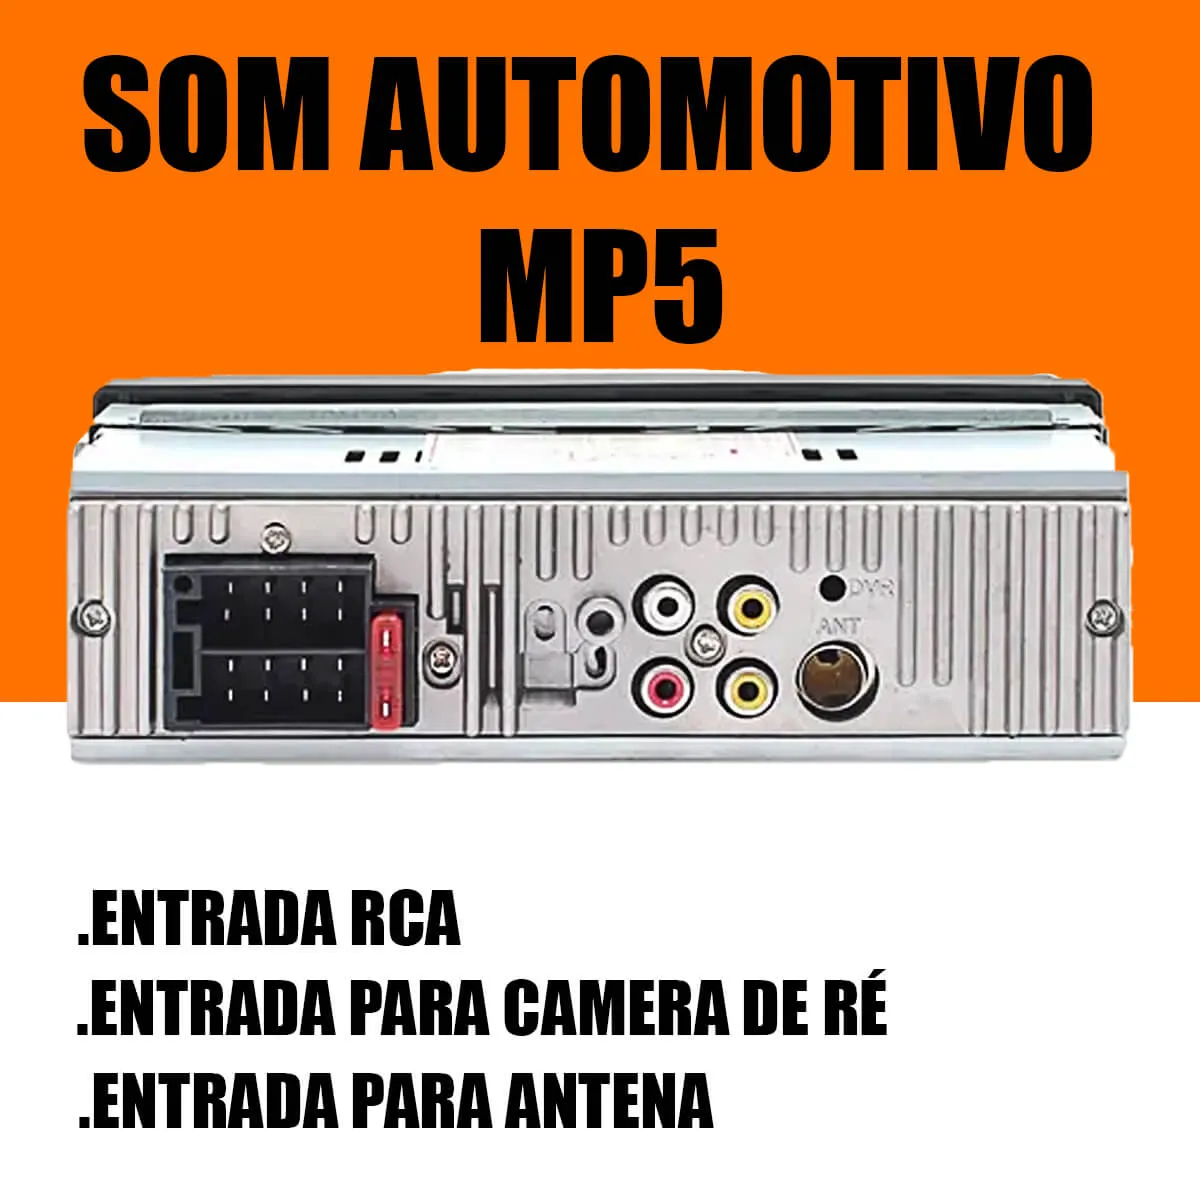 SOM AUTOMOTIVO
MP5
DVR
ANT
.ENTRADA RCA
.ENTRADA PARA CAMERA DE RÉ
.ENTRADA PARA ANTENA